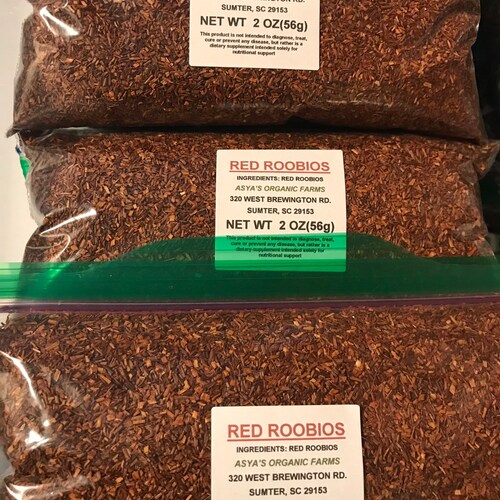 SUMTER, SC 29153
NET WT 2 OZ(56g)
This product is not intended to diagnose, treat,
cure or prevent any disease, but rather is a
dietary supplement intended solely for
nutritional support
RED ROOBIOS
INGREDIENTS: RED ROOBIOS
ASYA'S ORGANIC FARMS
320 WEST BREWINGTON RD.
SUMTER, SC 29153
NET WT 2 OZ(56g)
This product is not intended to diagnose, treat,
cure or prevent any disease, but rather is a
dietary supplement intended solely for
nutritional support
RED ROOBIOS
INGREDIENTS: RED ROOBIOS
ASYA'S ORGANIC FARMS
320 WEST BREWINGTON RD.
SUMTER, SC 29153